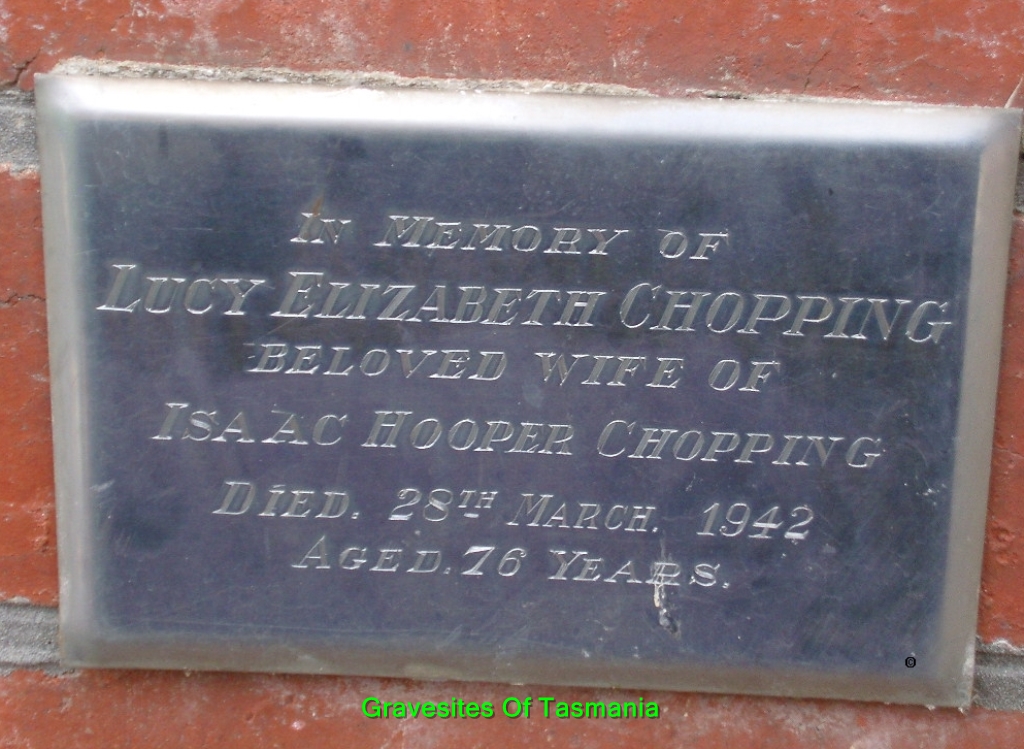 In Memory of
Lucy Elizabeth Chopping
Beloved Wife of
Isaac Hooper Chopping
Died. 28TH March. 1942
Aged. 76 Years.
Gravesites Of Tasmania